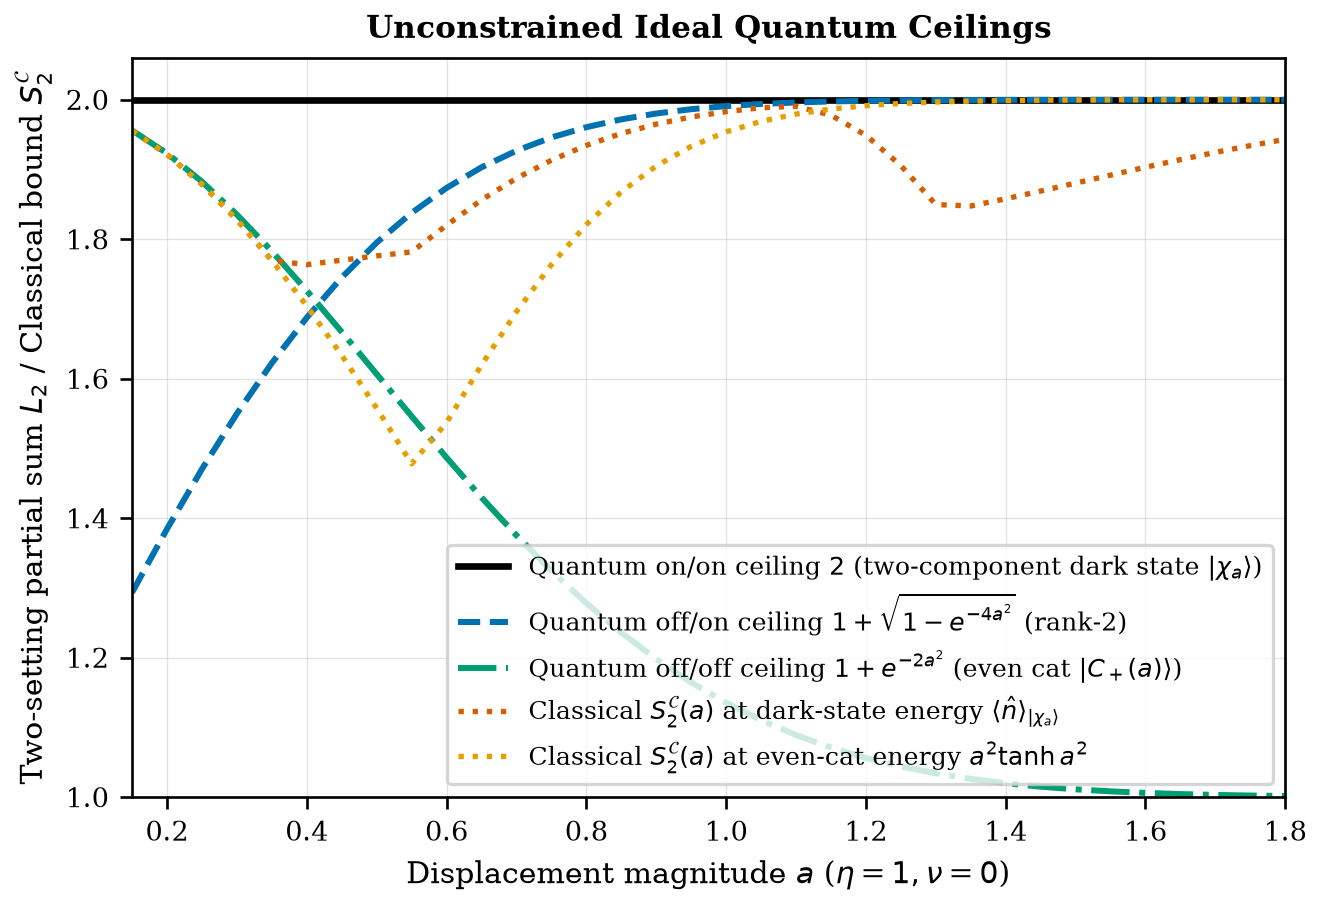 Unconstrained Ideal Quantum Ceilings
Two-setting partial sum L₂ / Classical bound S₂^𝒞
2.0
1.8
1.6
1.4
1.2
1.0
Quantum on/on ceiling 2 (two-component dark state |χₐ⟩)
Quantum off/on ceiling 1 + √(1 − e^{−4a²}) (rank-2)
Quantum off/off ceiling 1 + e^{−2a²} (even cat |C₊(a)⟩)
Classical S₂^𝒞(a) at dark-state energy ⟨n̂⟩_{|χₐ⟩}
Classical S₂^𝒞(a) at even-cat energy a² tanh a²
0.2 0.4 0.6 0.8 1.0 1.2 1.4 1.6 1.8
Displacement magnitude a (η = 1, ν = 0)